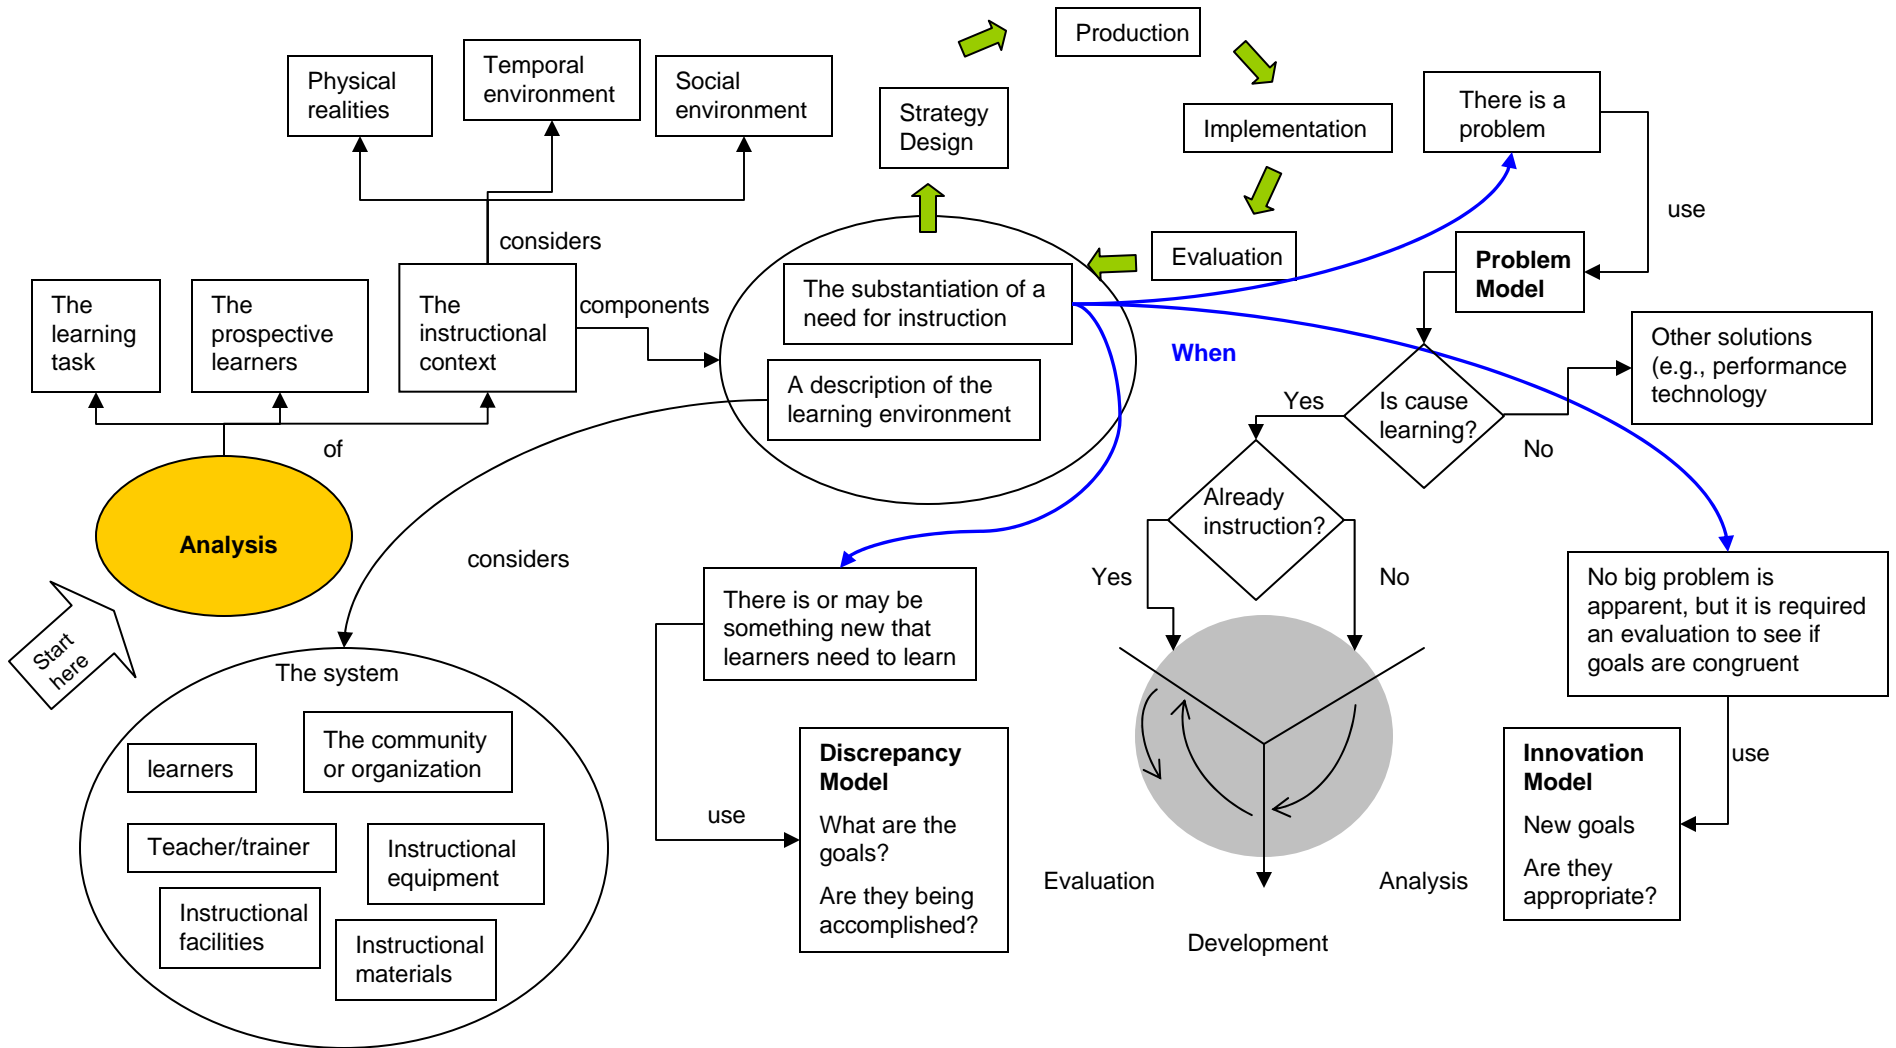 Production
Temporal
environment
Physical
realities
Social
environment
Strategy
Design
Implementation
There is a
problem
use
considers
Evaluation
Problem
Model
The
learning
task
The
prospective
learners
The
instructional
context
components
The substantiation of a
need for instruction
When
Other solutions
(e.g., performance
technology
A description of the
learning environment
Yes
Is cause
learning?
No
of
Analysis
Already
instruction?
considers
Yes
No
Start
here
There is or may be
something new that
learners need to learn
No big problem is
apparent, but it is required
an evaluation to see if
goals are congruent
The system
The community
or organization
learners
Teacher/trainer
Instructional
equipment
Instructional
facilities
Instructional
materials
use
Discrepancy
Model
What are the
goals?
Are they being
accomplished?
Evaluation
Analysis
Development
Innovation
Model
New goals
Are they
appropriate?
use